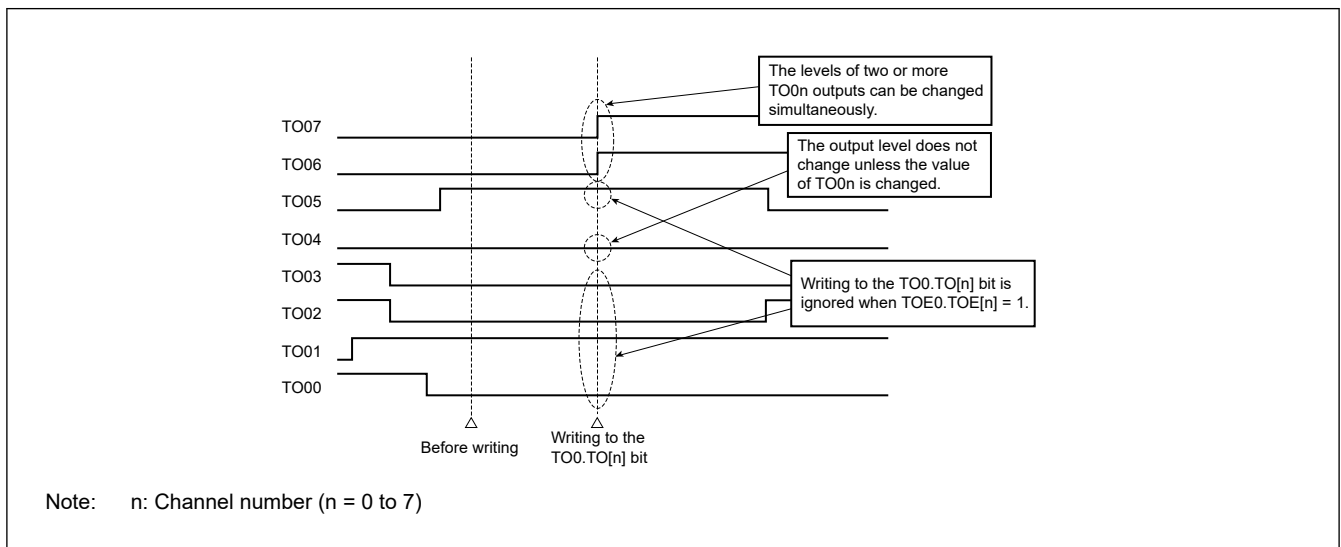 The levels of two or more
TO0n outputs can be changed
simultaneously.
TO07
The output level does not
change unless the value
of TO0n is changed.
TO06
TO05
TO04
TO03
Writing to the TO0.TO[n] bit is
ignored when TOE0.TOE[n] = 1.
TO02
TO01
TO00
Before writing
Writing to the
TO0.TO[n] bit
Note: n: Channel number (n = 0 to 7)